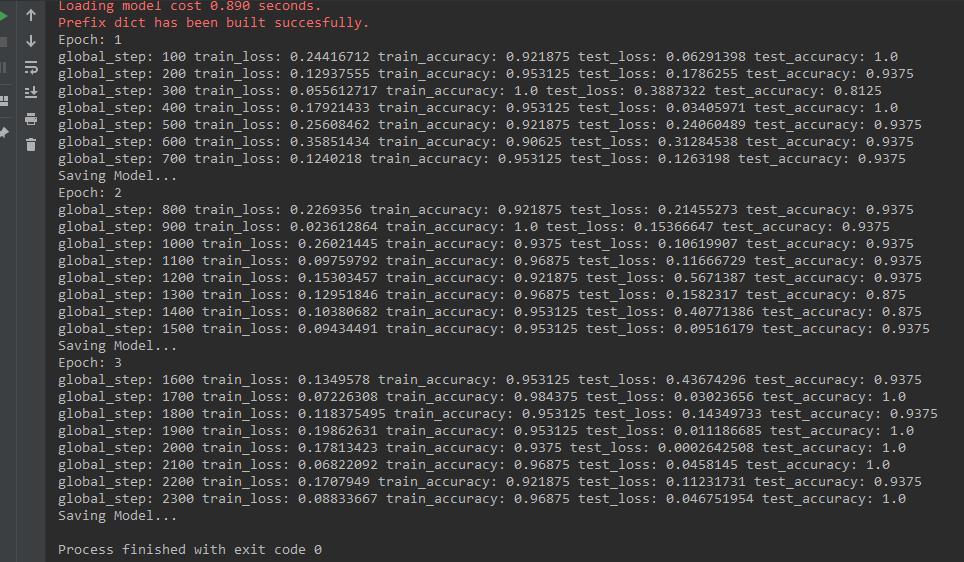 Loading model cost 0.890 seconds.
Prefix dict has been built succesfully.
Epoch: 1
global_step: 100 train_loss: 0.24416712 train_accuracy: 0.921875 test_loss: 0.06291398 test_accuracy: 1.0
global_step: 200 train_loss: 0.12937555 train_accuracy: 0.953125 test_loss: 0.1786255 test_accuracy: 0.9375
global_step: 300 train_loss: 0.055612717 train_accuracy: 1.0 test_loss: 0.3887322 test_accuracy: 0.8125
global_step: 400 train_loss: 0.17921433 train_accuracy: 0.953125 test_loss: 0.03405971 test_accuracy: 1.0
global_step: 500 train_loss: 0.25608462 train_accuracy: 0.921875 test_loss: 0.24060489 test_accuracy: 0.9375
global_step: 600 train_loss: 0.35851434 train_accuracy: 0.90625 test_loss: 0.31284538 test_accuracy: 0.9375
global_step: 700 train_loss: 0.1240218 train_accuracy: 0.953125 test_loss: 0.1263198 test_accuracy: 0.9375
Saving Model...
Epoch: 2
global_step: 800 train_loss: 0.2269356 train_accuracy: 0.921875 test_loss: 0.21455273 test_accuracy: 0.9375
global_step: 900 train_loss: 0.023612864 train_accuracy: 1.0 test_loss: 0.15366647 test_accuracy: 0.9375
global_step: 1000 train_loss: 0.26021445 train_accuracy: 0.9375 test_loss: 0.10619907 test_accuracy: 0.9375
global_step: 1100 train_loss: 0.09759792 train_accuracy: 0.96875 test_loss: 0.11666729 test_accuracy: 0.9375
global_step: 1200 train_loss: 0.15303457 train_accuracy: 0.921875 test_loss: 0.5671387 test_accuracy: 0.9375
global_step: 1300 train_loss: 0.12951846 train_accuracy: 0.96875 test_loss: 0.1582317 test_accuracy: 0.875
global_step: 1400 train_loss: 0.10380682 train_accuracy: 0.953125 test_loss: 0.40771386 test_accuracy: 0.875
global_step: 1500 train_loss: 0.09434491 train_accuracy: 0.953125 test_loss: 0.09516179 test_accuracy: 0.9375
Saving Model...
Epoch: 3
global_step: 1600 train_loss: 0.1349578 train_accuracy: 0.953125 test_loss: 0.43674296 test_accuracy: 0.9375
global_step: 1700 train_loss: 0.07226308 train_accuracy: 0.984375 test_loss: 0.03023656 test_accuracy: 1.0
global_step: 1800 train_loss: 0.118375495 train_accuracy: 0.953125 test_loss: 0.14349733 test_accuracy: 0.9375
global_step: 1900 train_loss: 0.19862631 train_accuracy: 0.953125 test_loss: 0.011186685 test_accuracy: 1.0
global_step: 2000 train_loss: 0.17813423 train_accuracy: 0.9375 test_loss: 0.0002642508 test_accuracy: 1.0
global_step: 2100 train_loss: 0.06822092 train_accuracy: 0.96875 test_loss: 0.0458145 test_accuracy: 1.0
global_step: 2200 train_loss: 0.1707949 train_accuracy: 0.921875 test_loss: 0.11231731 test_accuracy: 0.9375
global_step: 2300 train_loss: 0.08833667 train_accuracy: 0.96875 test_loss: 0.046751954 test_accuracy: 1.0
Saving Model...
Process finished with exit code 0